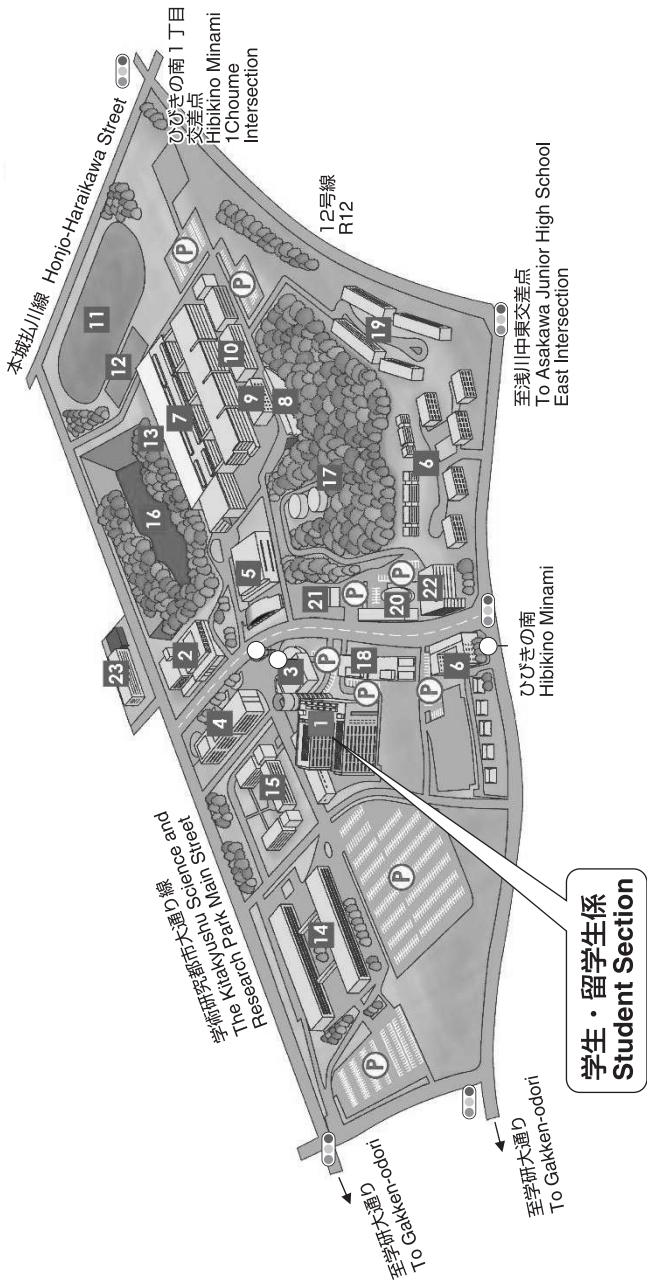 本城払川線 Honjo-Haraikawa Street
ひびきの南１丁目
交差点
Hibikino Minami
1Choume
Intersection
12号線
R12
至浅川中東交差点
To Asakawa Junior High School
East Intersection
ひびきの南
Hibikino Minami
学術研究都市大通り線
The Kitakyushu Science and
Research Park Main Street
至学研大通り
To Gakken-odori
至学研大通り
To Gakken-odori
学生・留学生係
Student Section
11
12
13
7
10
9
8
19
16
17
6
5
21
20
22
23
2
3
18
6
4
1
15
14
P
P
P
P
P
P
P
P
P